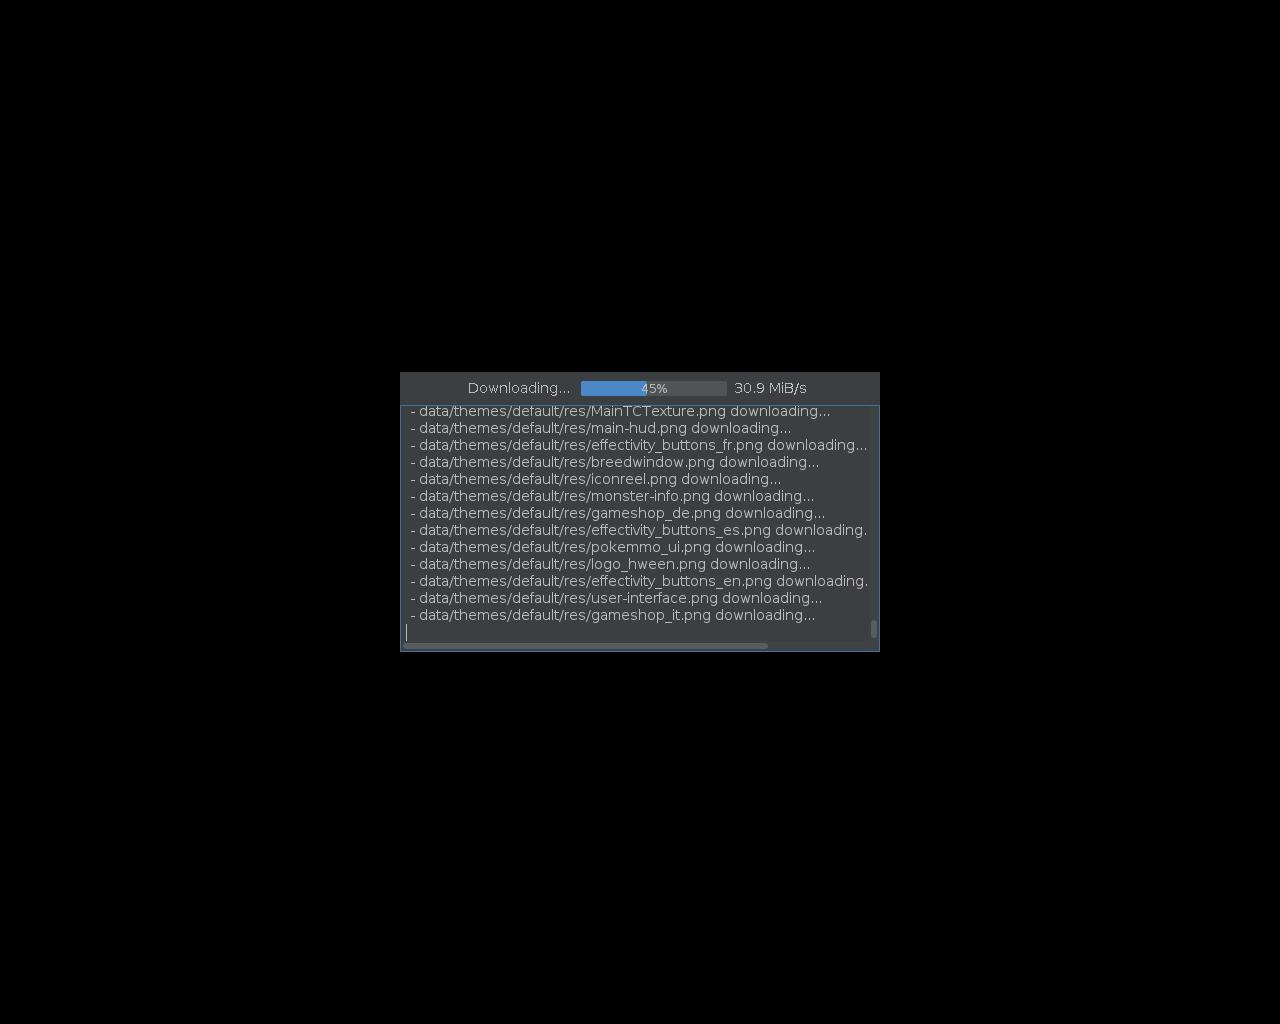 Downloading... 45% 30.9 MiB/s
- data/themes/default/res/MainTCTexture.png downloading...
- data/themes/default/res/main-hud.png downloading...
- data/themes/default/res/effectivity_buttons_fr.png downloading...
- data/themes/default/res/breedwindow.png downloading...
- data/themes/default/res/iconreel.png downloading...
- data/themes/default/res/monster-info.png downloading...
- data/themes/default/res/gameshop_de.png downloading...
- data/themes/default/res/effectivity_buttons_es.png downloading.
- data/themes/default/res/pokemmo_ui.png downloading...
- data/themes/default/res/logo_hween.png downloading...
- data/themes/default/res/effectivity_buttons_en.png downloading.
- data/themes/default/res/user-interface.png downloading...
- data/themes/default/res/gameshop_it.png downloading...